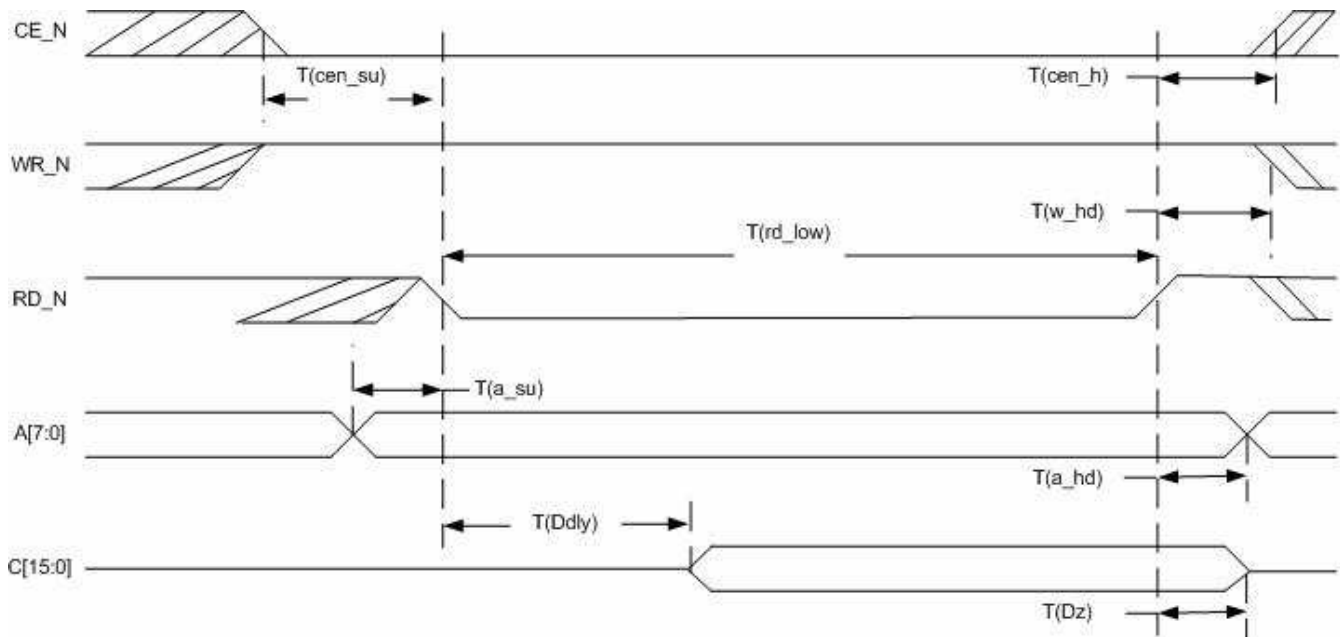 CE_N
T(cen_su)
T(cen_h)
WR_N
T(w_hd)
T(rd_low)
RD_N
T(a_su)
A[7:0]
T(a_hd)
T(Ddly)
C[15:0]
T(Dz)